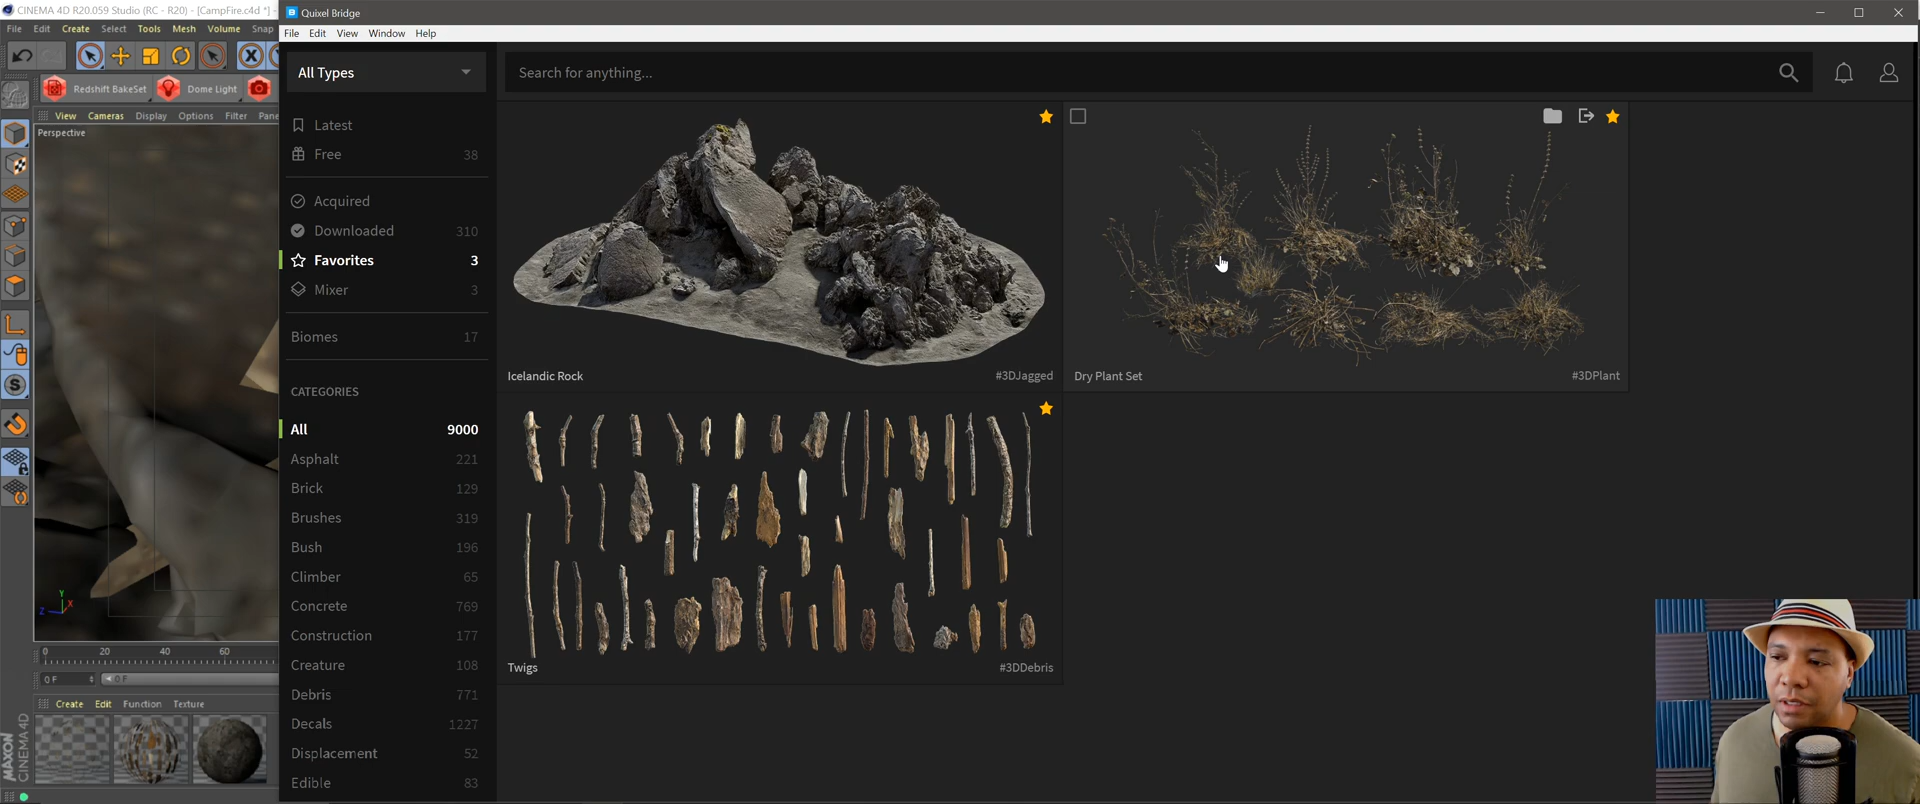 CINEMA 4D R20.059 Studio (RC - R20) - [CampFire.c4d *] -
File Edit Create Select Tools Mesh Volume Snap
Redshift BakeSet Dome Light
View Cameras Display Options Filter Pane
Perspective
Y
Z X
0 20 40 60
0 F 0 F
Create Edit Function Texture
MAXON
CINEMA 4D
Quixel Bridge
File Edit View Window Help
All Types
Search for anything...
Latest
Free 38
Acquired
Downloaded 310
Favorites 3
Mixer 3
Biomes 17
CATEGORIES
All 9000
Asphalt 221
Brick 129
Brushes 319
Bush 196
Climber 65
Concrete 769
Construction 177
Creature 108
Debris 771
Decals 1227
Displacement 52
Edible 83
Icelandic Rock #3DJagged
Dry Plant Set #3DPlant
Twigs #3DDebris